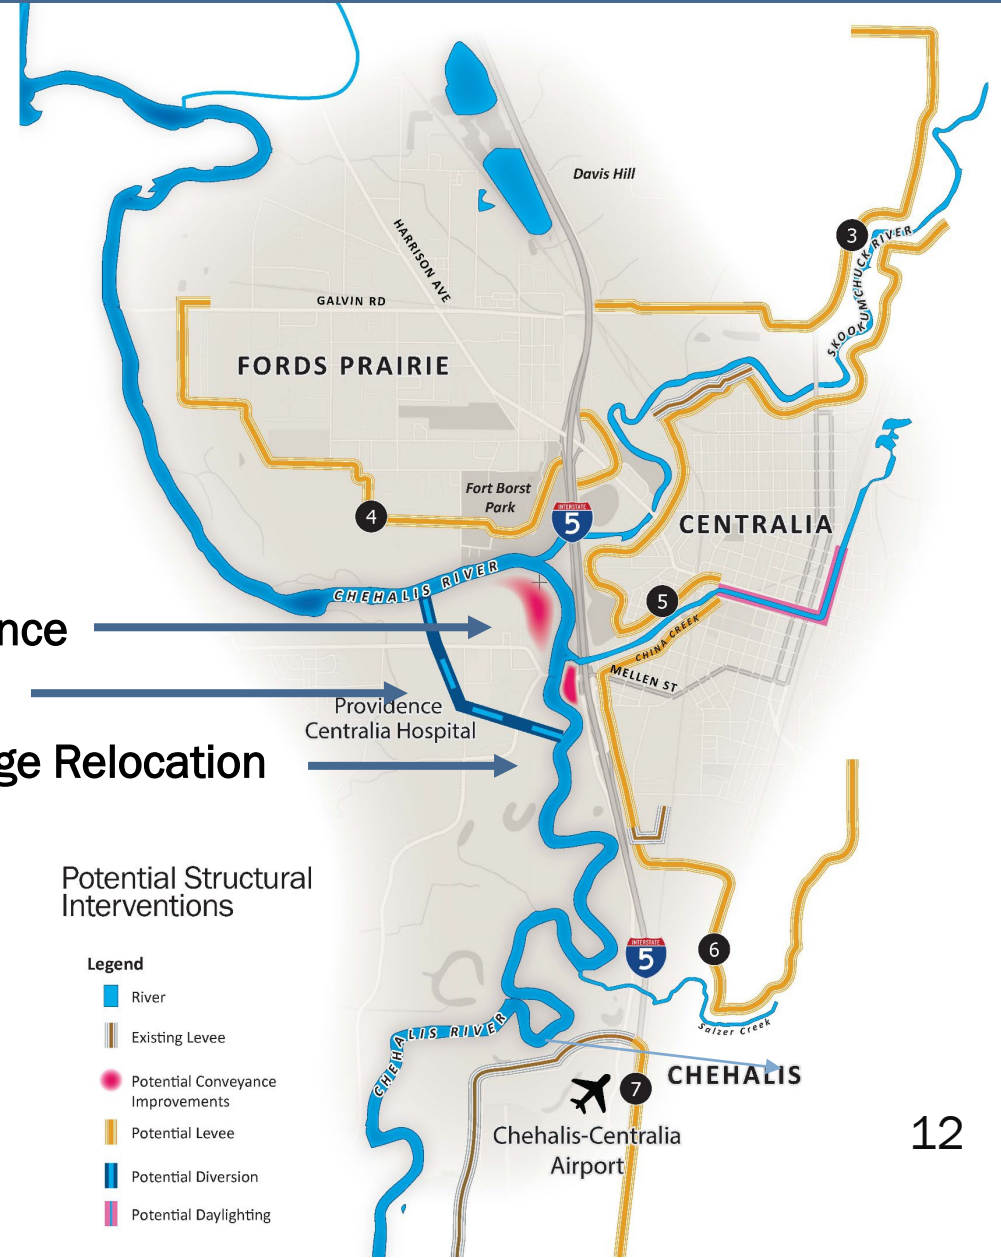 Davis Hill
3
SKOOKUMCHUCK RIVER
HARRISON AVE
GALVIN RD
FORDS PRAIRIE
Fort Borst
Park
4
INTERSTATE
5
CENTRALIA
CHEHALIS RIVER
5
CHINA CREEK
nce
MELLEN ST
Providence
Centralia Hospital
ge Relocation
Potential Structural
Interventions
6
INTERSTATE
5
Legend
River
Existing Levee
Potential Conveyance
Improvements
Potential Levee
Potential Diversion
Potential Daylighting
Salzer Creek
CHEHALIS RIVER
CHEHALIS
7
Chehalis-Centralia
Airport
12